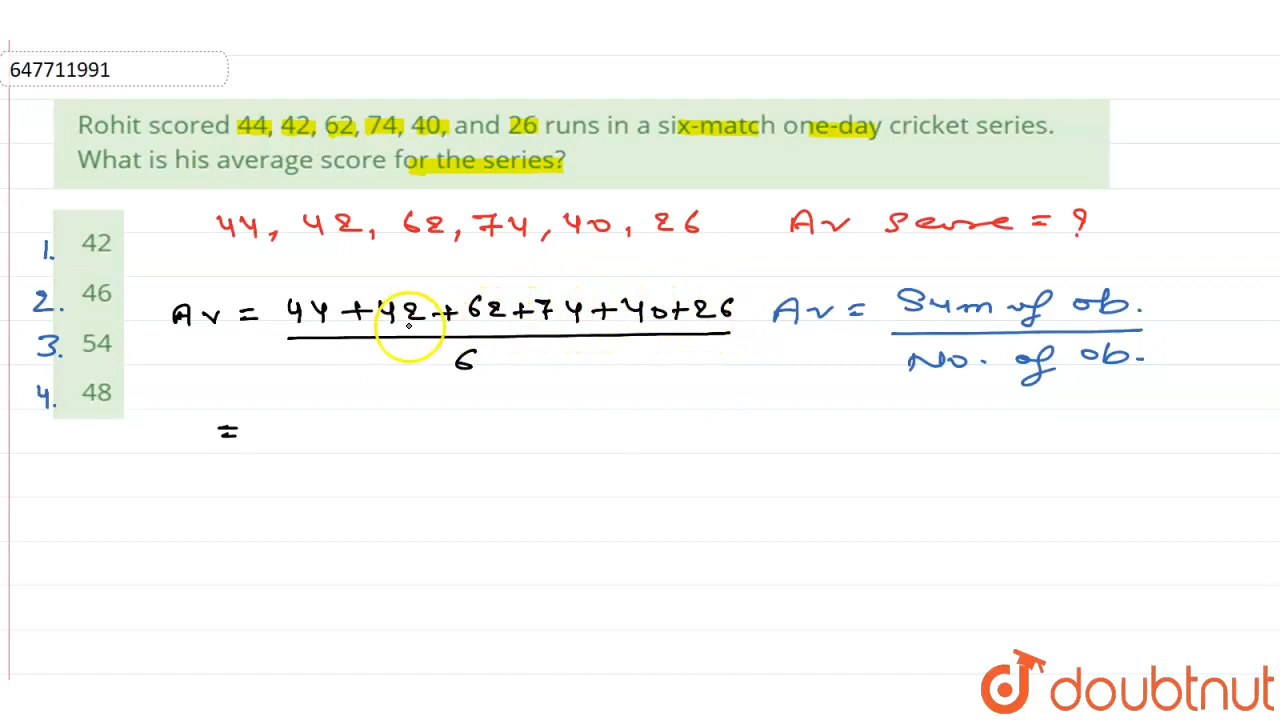 647711991
Rohit scored 44, 42, 62, 74, 40, and 26 runs in a six-match one-day cricket series.
What is his average score for the series?
44, 42, 62, 74, 40, 26 Av score = ?
1. 42
2. 46
3. 54
4. 48
Av = 44 + 42 + 62 + 74 + 40 + 26
6
Av = Sum of ob.
No. of ob.
=
doubtnut